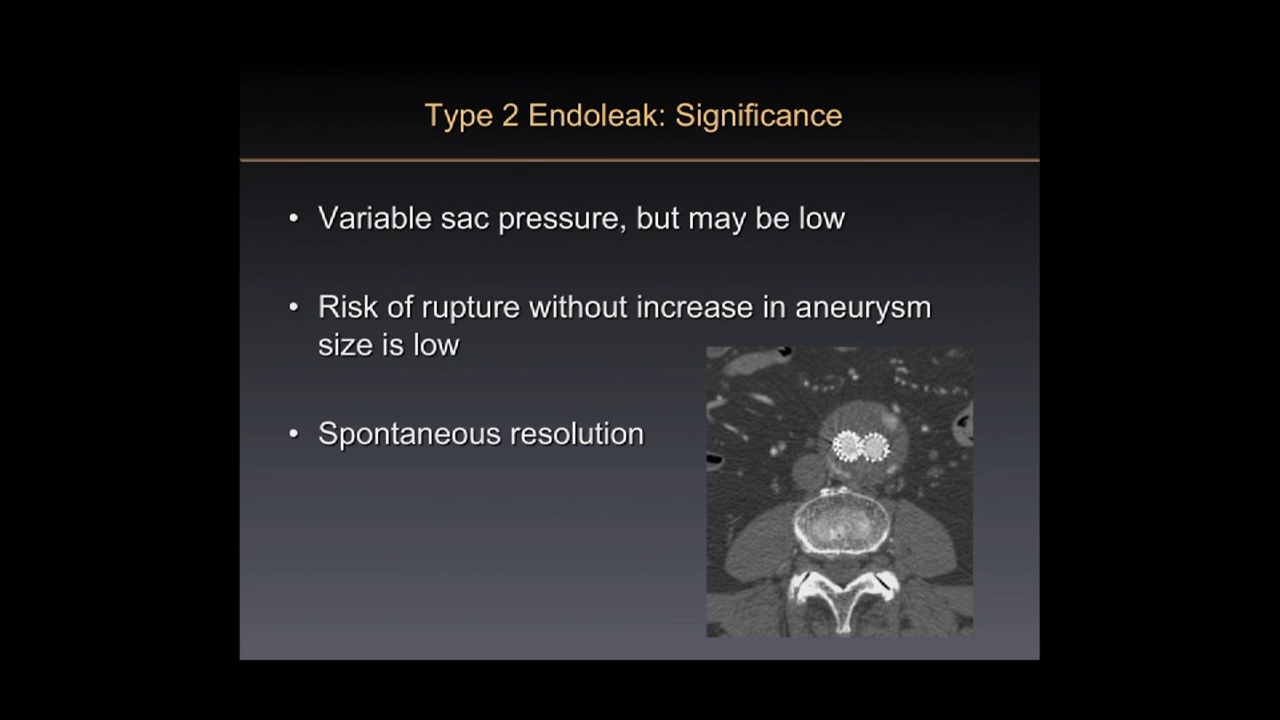 Type 2 Endoleak: Significance
• Variable sac pressure, but may be low
• Risk of rupture without increase in aneurysm
size is low
• Spontaneous resolution